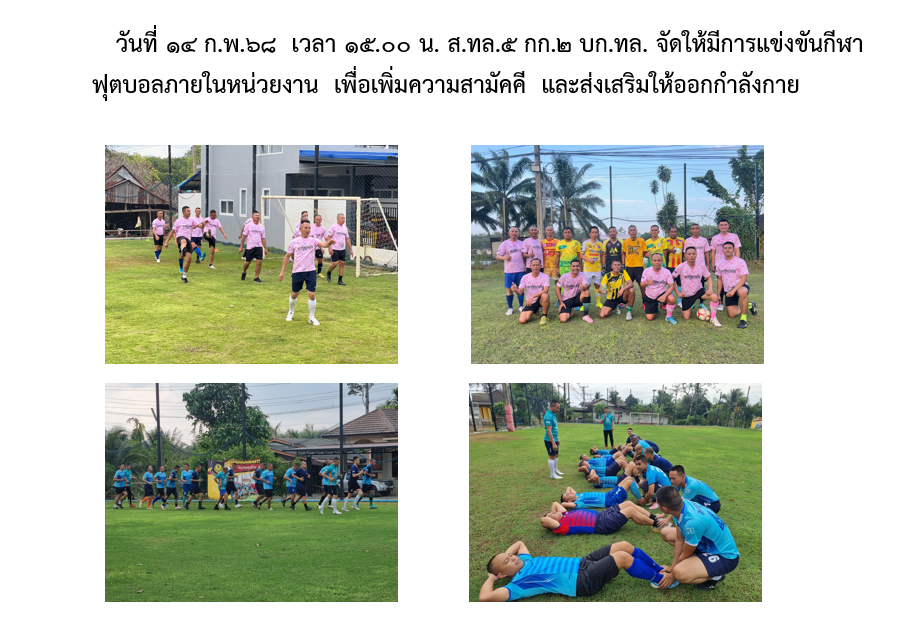 วันที่ ๑๔ ก.พ.๖๘ เวลา ๑๕.๐๐ น. ส.ทล.๕ กก.๒ บก.ทล. จัดให้มีการแข่งขันกีฬา
ฟุตบอลภายในหน่วยงาน เพื่อเพิ่มความสามัคคี และส่งเสริมให้ออกกำลังกาย